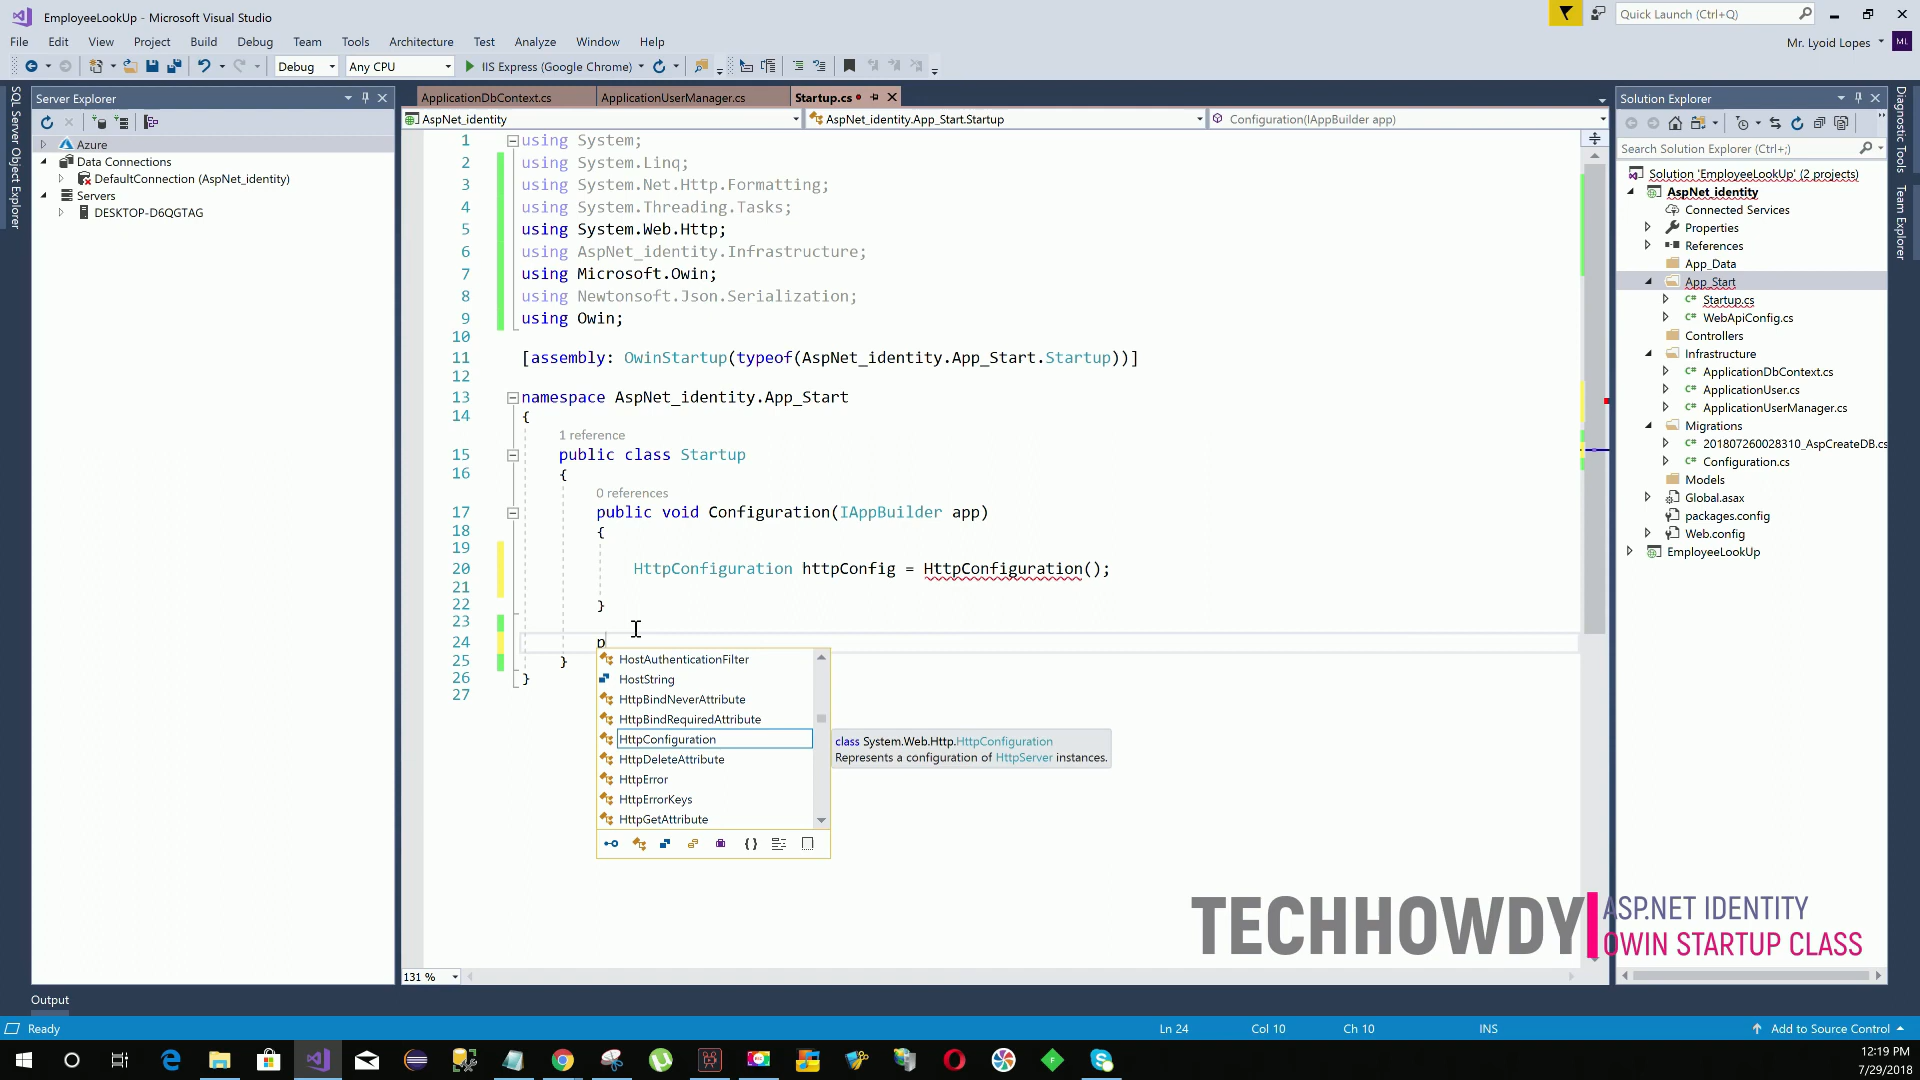 EmployeeLookUp - Microsoft Visual Studio
Quick Launch (Ctrl+Q)
File Edit View Project Build Debug Team Tools Architecture Test Analyze Window Help
Mr. Lyoid Lopes
ML
Debug Any CPU IIS Express (Google Chrome)
SQL Server Object Explorer
Server Explorer
Azure
Data Connections
DefaultConnection (AspNet_identity)
Servers
DESKTOP-D6QGTAG
ApplicationDbContext.cs ApplicationUserManager.cs Startup.cs
AspNet_identity AspNet_identity.App_Start.Startup Configuration(IAppBuilder app)
1 using System;
2 using System.Linq;
3 using System.Net.Http.Formatting;
4 using System.Threading.Tasks;
5 using System.Web.Http;
6 using AspNet_identity.Infrastructure;
7 using Microsoft.Owin;
8 using Newtonsoft.Json.Serialization;
9 using Owin;
10
11 [assembly: OwinStartup(typeof(AspNet_identity.App_Start.Startup))]
12
13 namespace AspNet_identity.App_Start
14 {
1 reference
15 public class Startup
16 {
0 references
17 public void Configuration(IAppBuilder app)
18 {
19
20 HttpConfiguration httpConfig = HttpConfiguration();
21
22 }
23
24 p
25 }
26 }
27
HostAuthenticationFilter
HostString
HttpBindNeverAttribute
HttpBindRequiredAttribute
HttpConfiguration
HttpDeleteAttribute
HttpError
HttpErrorKeys
HttpGetAttribute
class System.Web.Http.HttpConfiguration
Represents a configuration of HttpServer instances.
131 %
Solution Explorer
Search Solution Explorer (Ctrl+;)
Solution 'EmployeeLookUp' (2 projects)
AspNet_identity
Connected Services
Properties
References
App_Data
App_Start
Startup.cs
WebApiConfig.cs
Controllers
Infrastructure
ApplicationDbContext.cs
ApplicationUser.cs
ApplicationUserManager.cs
Migrations
201807260028310_AspCreateDB.cs
Configuration.cs
Models
Global.asax
packages.config
Web.config
EmployeeLookUp
Diagnostic Tools
Team Explorer
TECHHOWDY
ASP.NET IDENTITY
OWIN STARTUP CLASS
Output
Ready Ln 24 Col 10 Ch 10 INS Add to Source Control
12:19 PM
7/29/2018